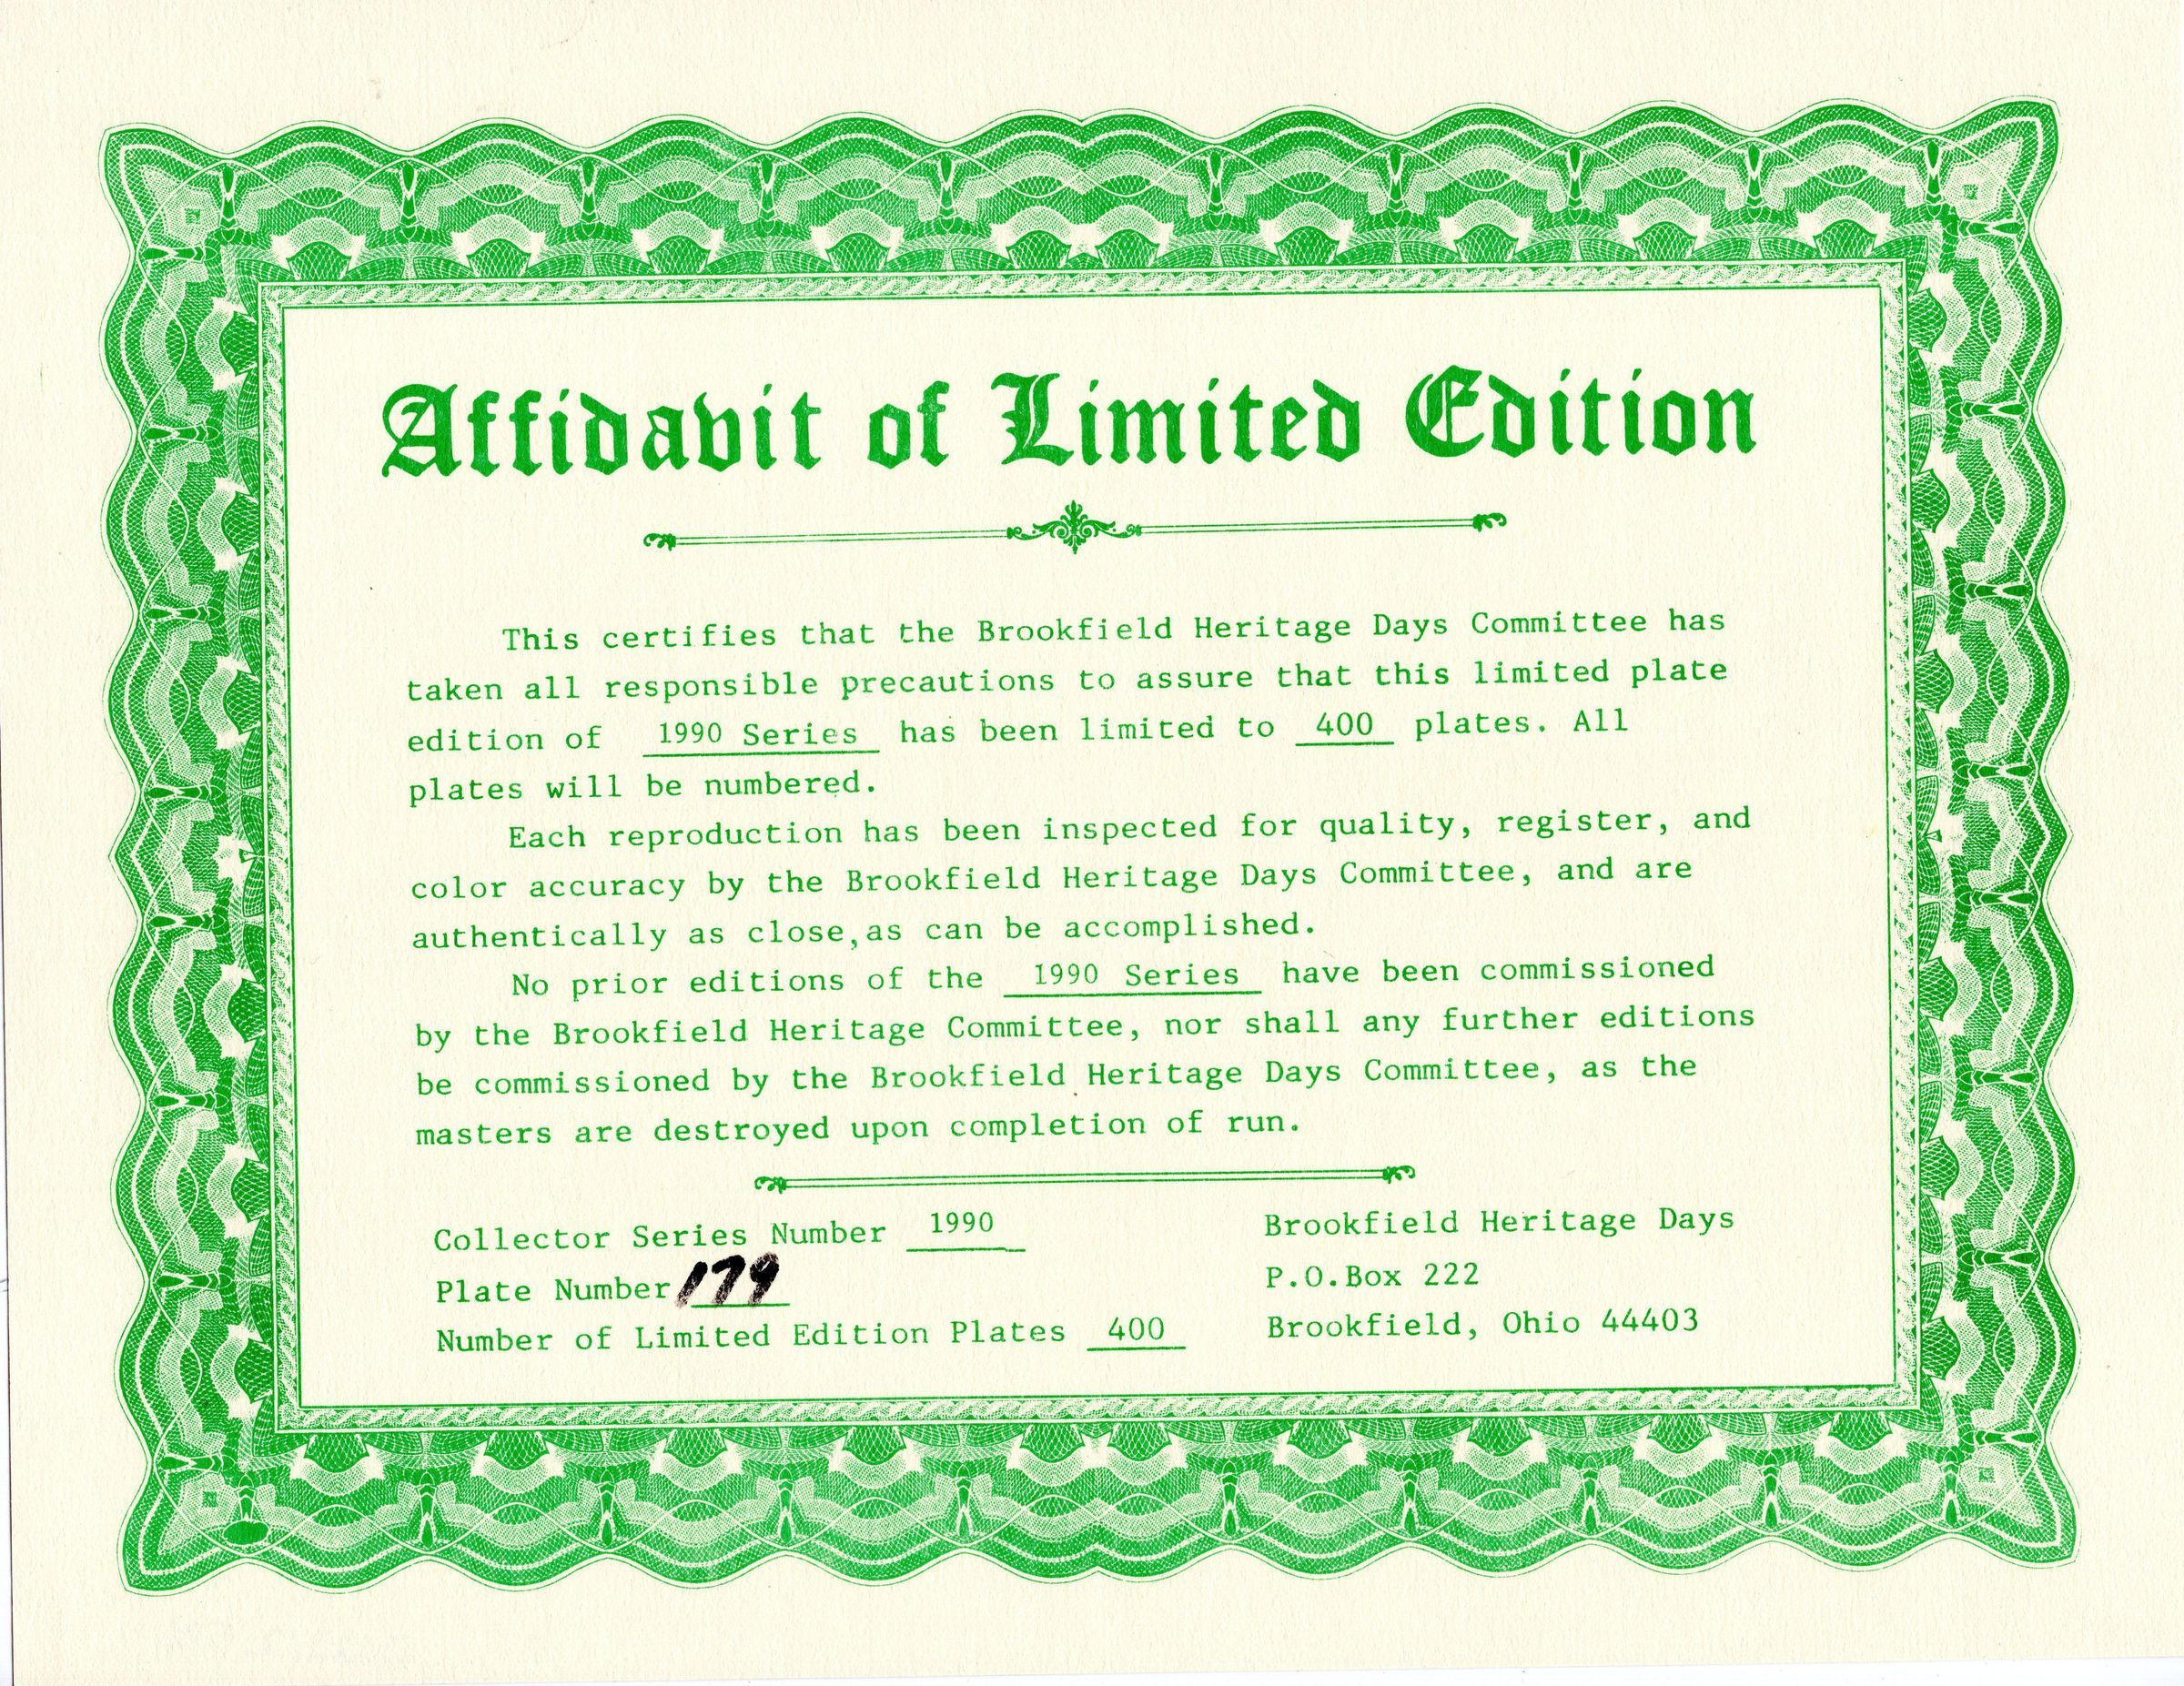 Affidavit of Limited Edition
This certifies that the Brookfield Heritage Days Committee has
taken all responsible precautions to assure that this limited plate
edition of 1990 Series has been limited to 400 plates. All
plates will be numbered.
Each reproduction has been inspected for quality, register, and
color accuracy by the Brookfield Heritage Days Committee, and are
authentically as close,as can be accomplished.
No prior editions of the 1990 Series have been commissioned
by the Brookfield Heritage Committee, nor shall any further editions
be commissioned by the Brookfield Heritage Days Committee, as the
masters are destroyed upon completion of run.
Collector Series Number 1990
Plate Number 179
Number of Limited Edition Plates 400
Brookfield Heritage Days
P.O.Box 222
Brookfield, Ohio 44403